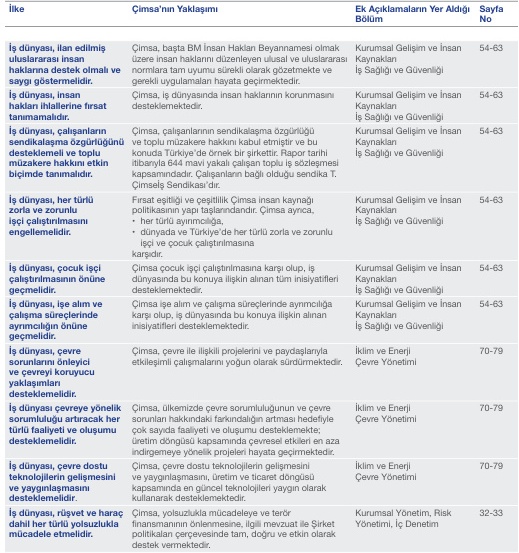 İlke Çimsa'nın Yaklaşımı Ek Açıklamaların Yer Aldığı Bölüm Sayfa No
İş dünyası, ilan edilmiş
uluslararası insan
haklarına destek olmalı ve
saygı göstermelidir.
Çimsa, başta BM İnsan Hakları Beyannamesi olmak
üzere insan haklarını düzenleyen ulusal ve uluslararası
normlara tam uyumu sürekli olarak gözetmekte ve
gerekli uygulamaları hayata geçirmektedir.
Kurumsal Gelişim ve İnsan
Kaynakları
İş Sağlığı ve Güvenliği
54-63
İş dünyası, insan
hakları ihlallerine fırsat
tanımamalıdır.
Çimsa, iş dünyasında insan haklarının korunmasını
desteklemektedir.
Kurumsal Gelişim ve İnsan
Kaynakları
İş Sağlığı ve Güvenliği
54-63
İş dünyası, çalışanların
sendikalaşma özgürlüğünü
desteklemeli ve toplu
müzakere hakkını etkin
biçimde tanımalıdır.
Çimsa, çalışanlarının sendikalaşma özgürlüğü
ve toplu müzakere hakkını kabul etmiştir ve bu
konuda Türkiye'de örnek bir şirkettir. Rapor tarihi
itibarıyla 644 mavi yakalı çalışan toplu iş sözleşmesi
kapsamındadır. Çalışanların bağlı olduğu sendika T.
Çimseİş Sendikası'dır.
Kurumsal Gelişim ve İnsan
Kaynakları
İş Sağlığı ve Güvenliği
54-63
İş dünyası, her türlü
zorla ve zorunlu
işçi çalıştırılmasını
engellemelidir.
Fırsat eşitliği ve çeşitlilik Çimsa insan kaynağı
politikasının yapı taşlarındandır. Çimsa ayrıca,
• her türlü ayrımcılığa,
• dünyada ve Türkiye'de her türlü zorla ve zorunlu
işçi ve çocuk çalıştırılmasına
karşıdır.
Kurumsal Gelişim ve İnsan
Kaynakları
İş Sağlığı ve Güvenliği
54-63
İş dünyası, çocuk işçi
çalıştırılmasının önüne
geçmelidir.
Çimsa çocuk işçi çalıştırılmasına karşı olup, iş
dünyasında bu konuya ilişkin alınan tüm inisiyatifleri
desteklemektedir.
Kurumsal Gelişim ve İnsan
Kaynakları
İş Sağlığı ve Güvenliği
54-63
İş dünyası, işe alım ve
çalışma süreçlerinde
ayrımcılığın önüne
geçmelidir.
Çimsa işe alım ve çalışma süreçlerinde ayrımcılığa
karşı olup, iş dünyasında bu konuya ilişkin alınan
inisiyatifleri desteklemektedir.
Kurumsal Gelişim ve İnsan
Kaynakları
İş Sağlığı ve Güvenliği
54-63
İş dünyası, çevre
sorunlarını önleyici
ve çevreyi koruyucu
yaklaşımları
desteklemelidir.
Çimsa, çevre ile ilişkili projelerini ve paydaşlarıyla
etkileşimli çalışmalarını yoğun olarak sürdürmektedir.
İklim ve Enerji
Çevre Yönetimi
70-79
İş dünyası çevreye yönelik
sorumluluğu artıracak her
türlü faaliyeti ve oluşumu
desteklemelidir.
Çimsa, ülkemizde çevre sorumluluğunun ve çevre
sorunları hakkındaki farkındalığın artması hedefiyle
çok sayıda faaliyeti ve oluşumu desteklemekte;
üretim döngüsü kapsamında çevresel etkileri en aza
indirgemeye yönelik projeleri hayata geçirmektedir.
İklim ve Enerji
Çevre Yönetimi
70-79
İş dünyası, çevre dostu
teknolojilerin gelişmesini
ve yaygınlaşmasını
desteklemelidir.
Çimsa, çevre dostu teknolojilerin gelişmesini
ve yaygınlaşmasını, üretim ve ticaret döngüsü
kapsamında en güncel teknolojileri yaygın olarak
kullanarak desteklemektedir.
İklim ve Enerji
Çevre Yönetimi
70-79
İş dünyası, rüşvet ve haraç
dahil her türlü yolsuzlukla
mücadele etmelidir.
Çimsa, yolsuzlukla mücadeleye ve terör
finansmanının önlenmesine, ilgili mevzuat ile Şirket
politikaları çerçevesinde tam, doğru ve etkin olarak
destek vermektedir.
Kurumsal Yönetim, Risk
Yönetimi, İç Denetim
32-33